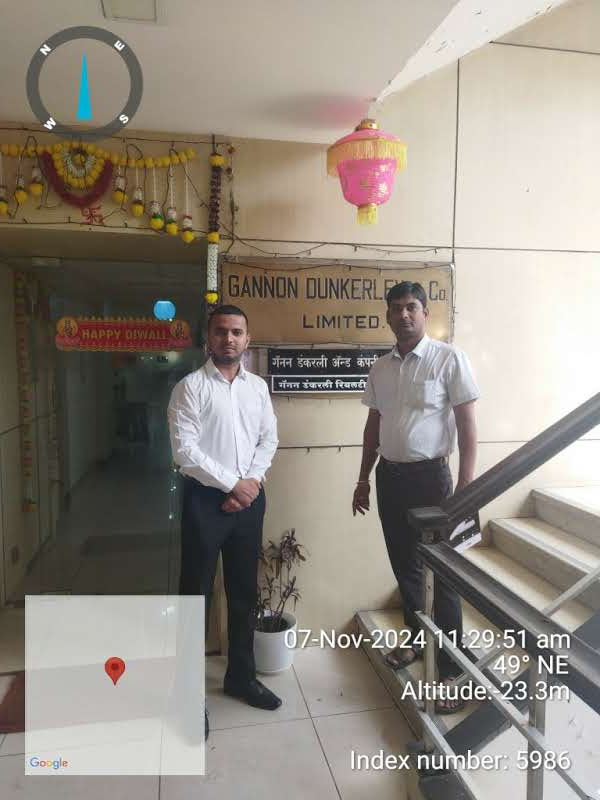 N
E
W
S
HAPPY DIWALI
GANNON DUNKERLEY & Co.
LIMITED.
गॅनन डंकरली ॲन्ड कंपनी
गॅनन डंकरली रियल्टी
07-Nov-2024 11:29:51 am
49° NE
Altitude:-23.3m
Index number: 5986
Google